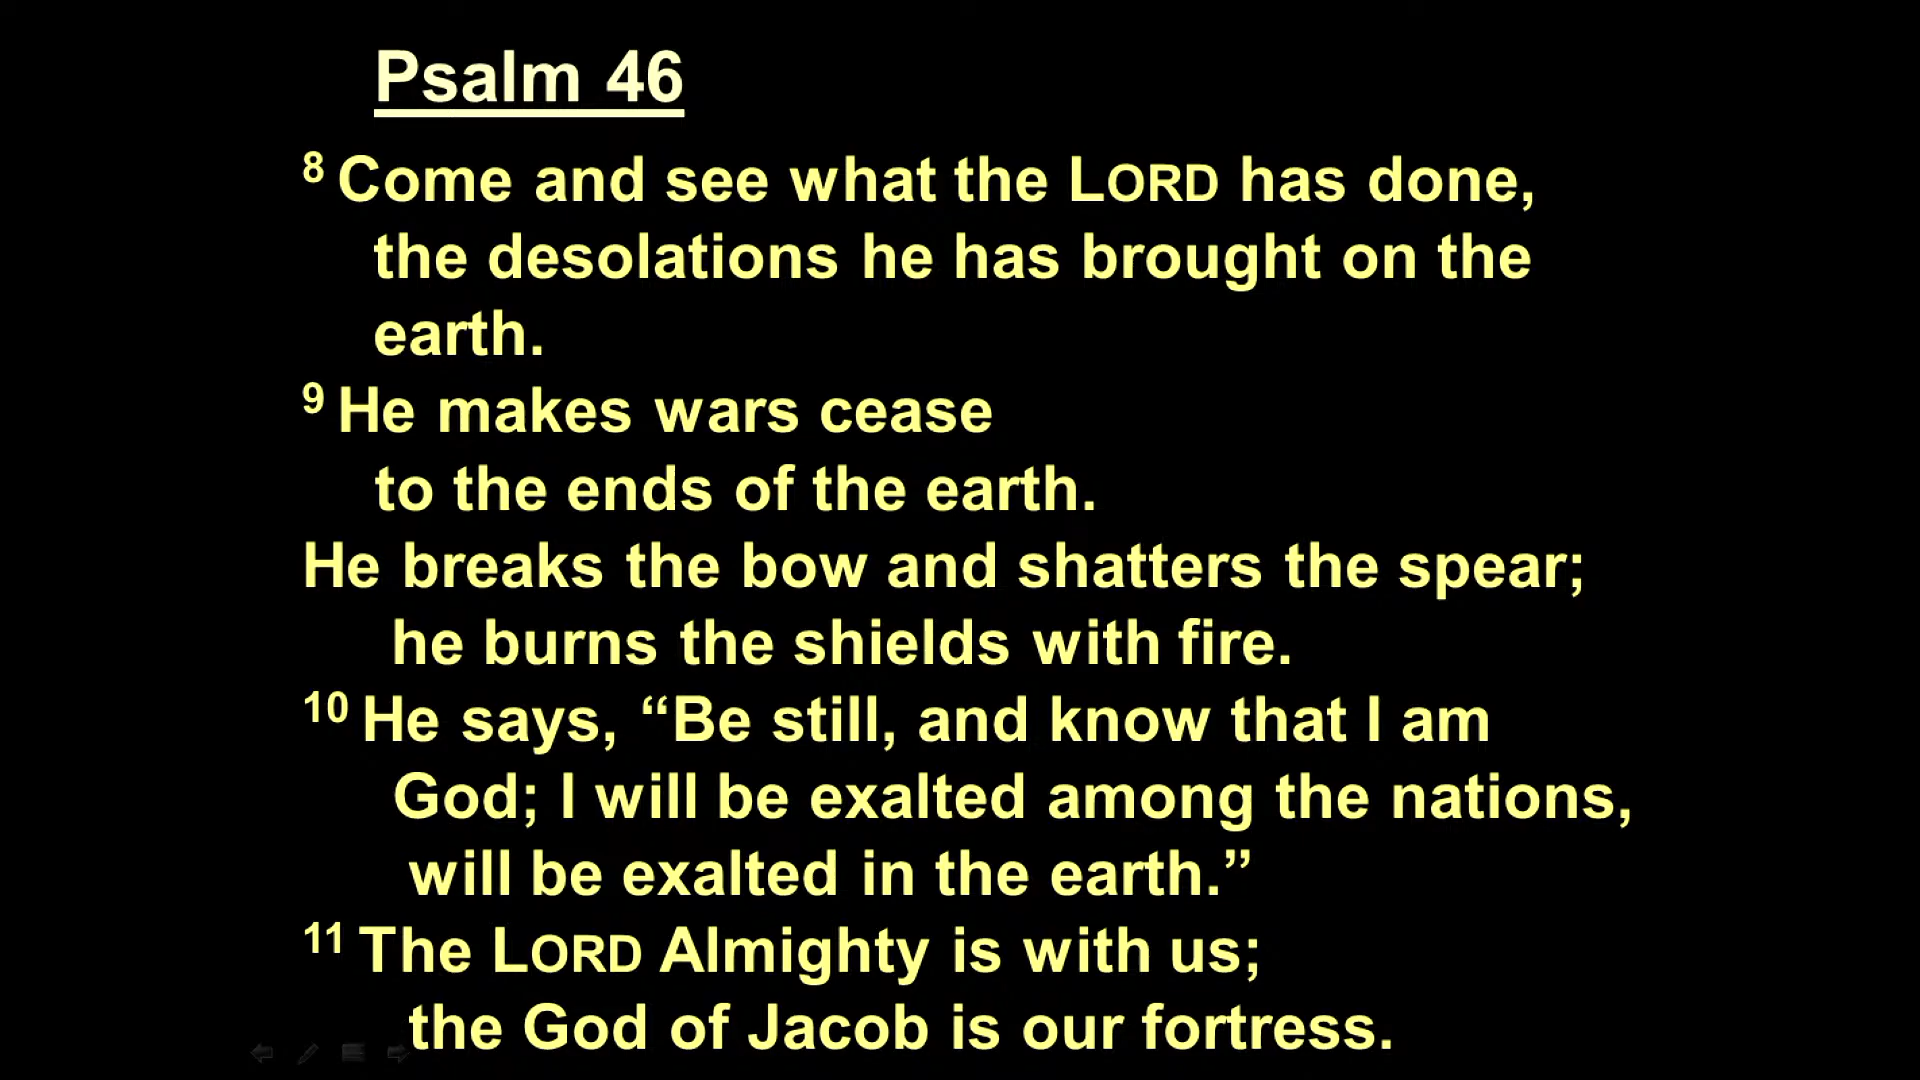 Psalm 46
8 Come and see what the LORD has done,
the desolations he has brought on the
earth.
9 He makes wars cease
to the ends of the earth.
He breaks the bow and shatters the spear;
he burns the shields with fire.
10 He says, “Be still, and know that I am
God; I will be exalted among the nations,
will be exalted in the earth.”
11 The LORD Almighty is with us;
the God of Jacob is our fortress.